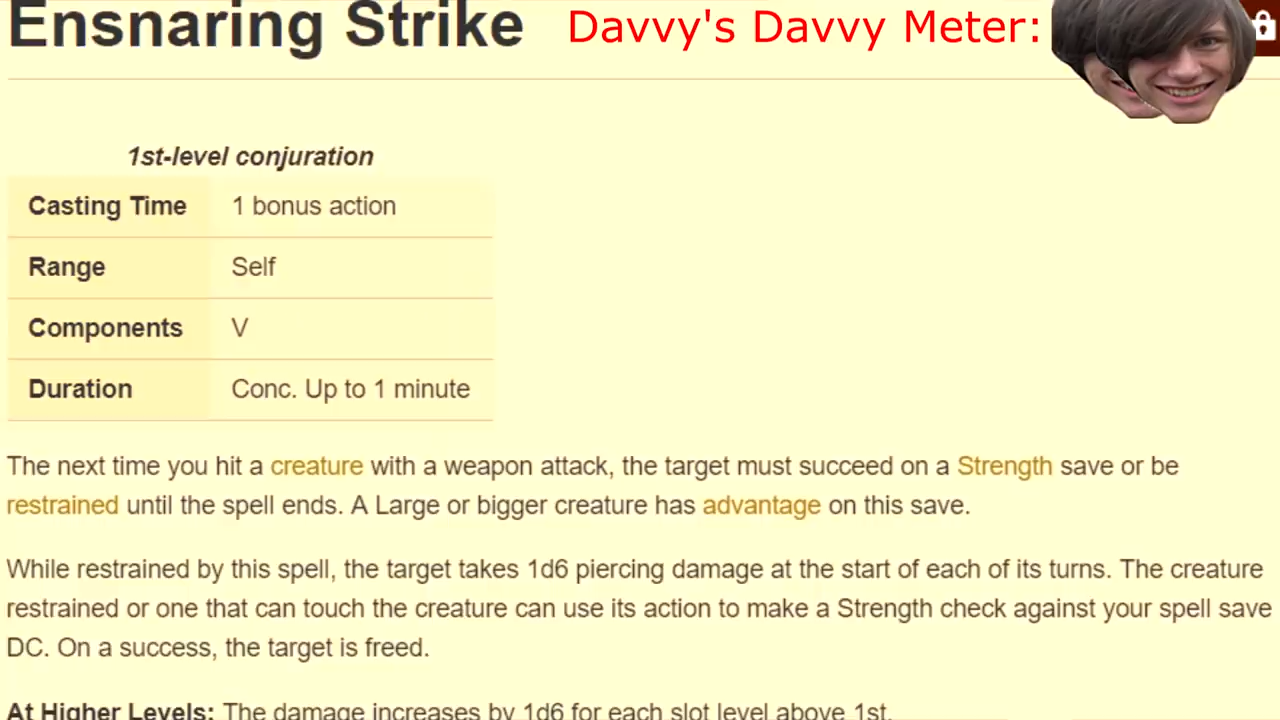 Ensnaring Strike
Davvy's Davvy Meter:
1st-level conjuration
Casting Time 1 bonus action
Range Self
Components V
Duration Conc. Up to 1 minute
The next time you hit a creature with a weapon attack, the target must succeed on a Strength save or be
restrained until the spell ends. A Large or bigger creature has advantage on this save.
While restrained by this spell, the target takes 1d6 piercing damage at the start of each of its turns. The creature
restrained or one that can touch the creature can use its action to make a Strength check against your spell save
DC. On a success, the target is freed.
At Higher Levels: The damage increases by 1d6 for each slot level above 1st.